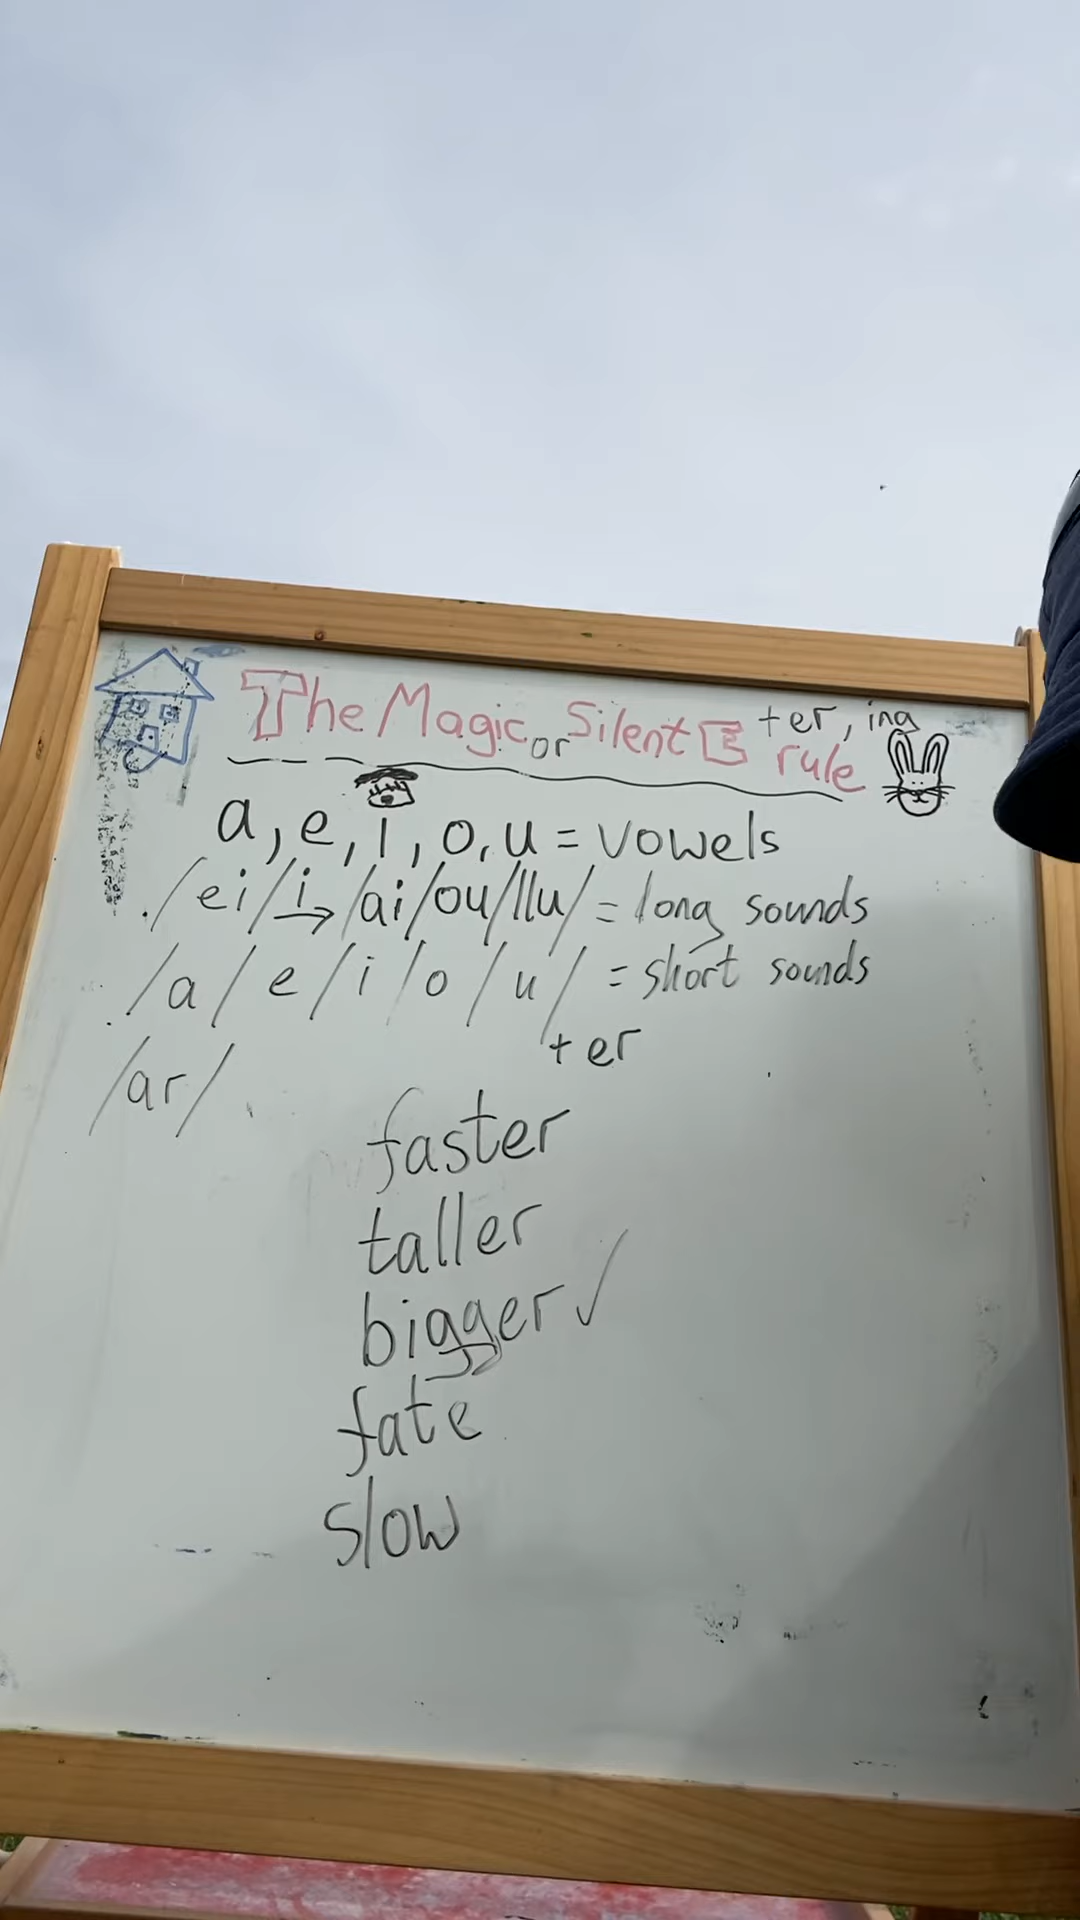 The Magic or Silent E rule +er, ing
a, e, i, o, u = vowels
/ei/i→/ai/ou/llu/ = long sounds
/a/e/i/o/u/ = short sounds
+er
/ar/
faster
taller
bigger✓
fate
slow